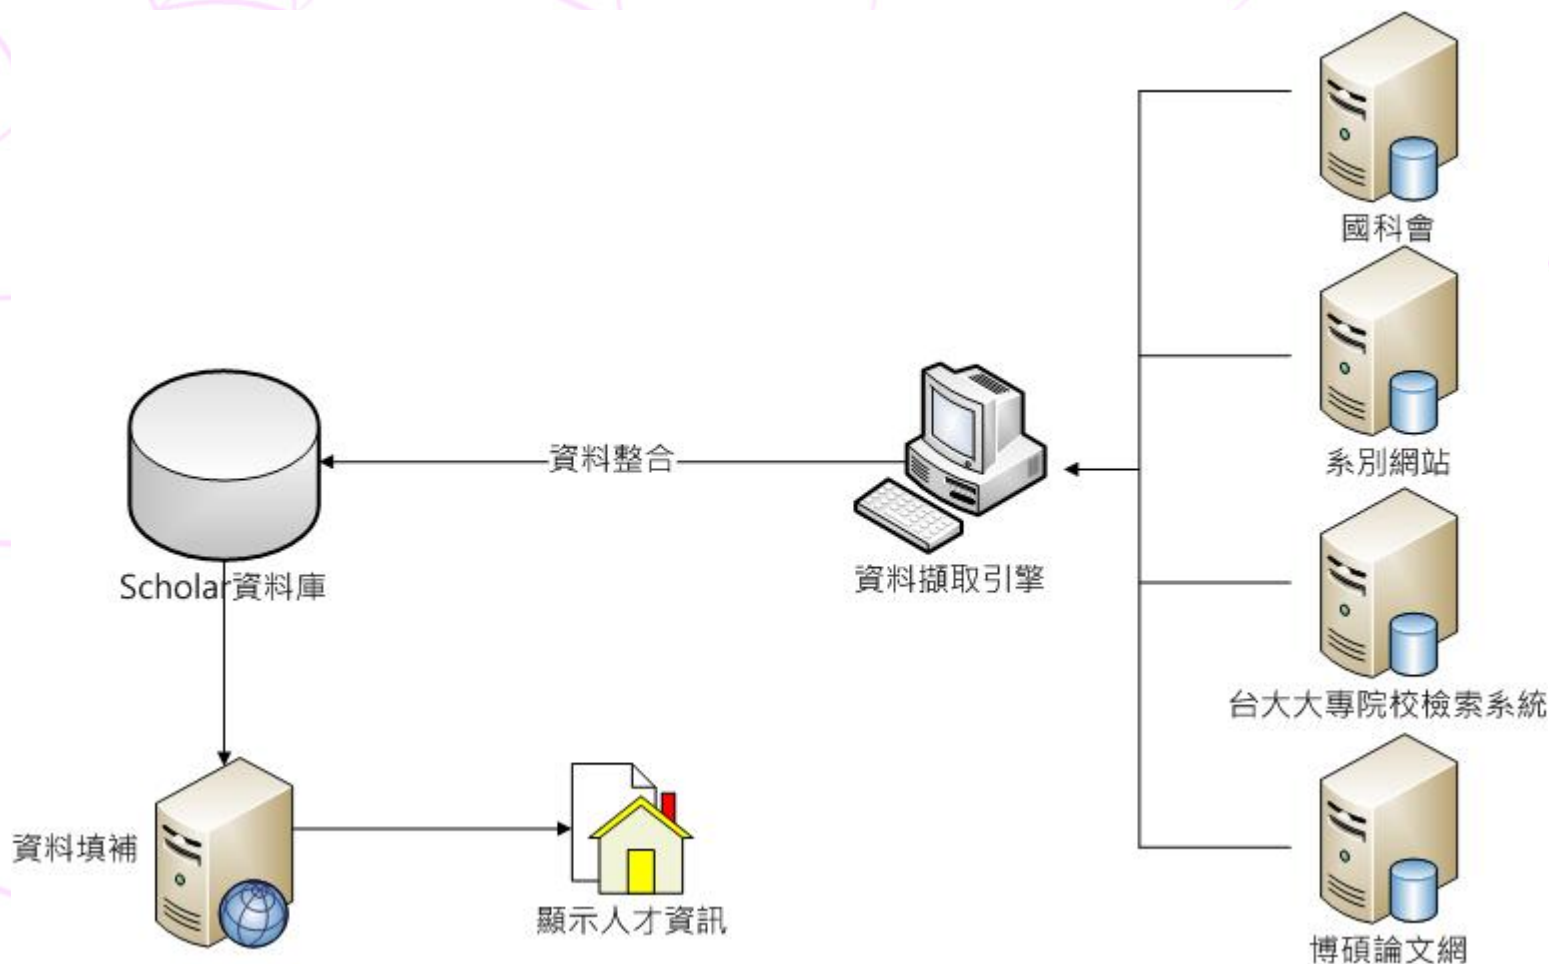 國科會
系別網站
資料整合
資料擷取引擎
Scholar資料庫
台大大專院校檢索系統
資料填補
顯示人才資訊
博碩論文網